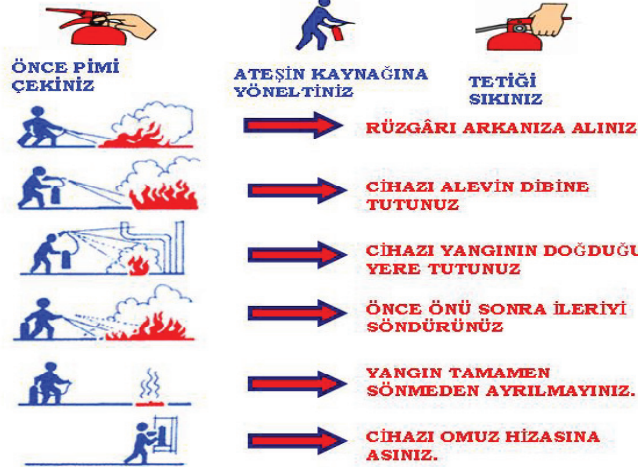 ÖNCE PİMİ
ÇEKİNİZ
ATEŞİN KAYNAĞINA
YÖNELTİNİZ
TETİĞİ
SIKINIZ
RÜZGÂRI ARKANIZA ALINIZ
CİHAZI ALEVİN DİBİNE
TUTUNUZ
CİHAZI YANGININ DOĞDUĞU
YERE TUTUNUZ
ÖNCE ÖNÜ SONRA İLERİYİ
SÖNDÜRÜNÜZ
YANGIN TAMAMEN
SÖNMEDEN AYRILMAYINIZ.
CİHAZI OMUZ HİZASINA
ASINIZ.